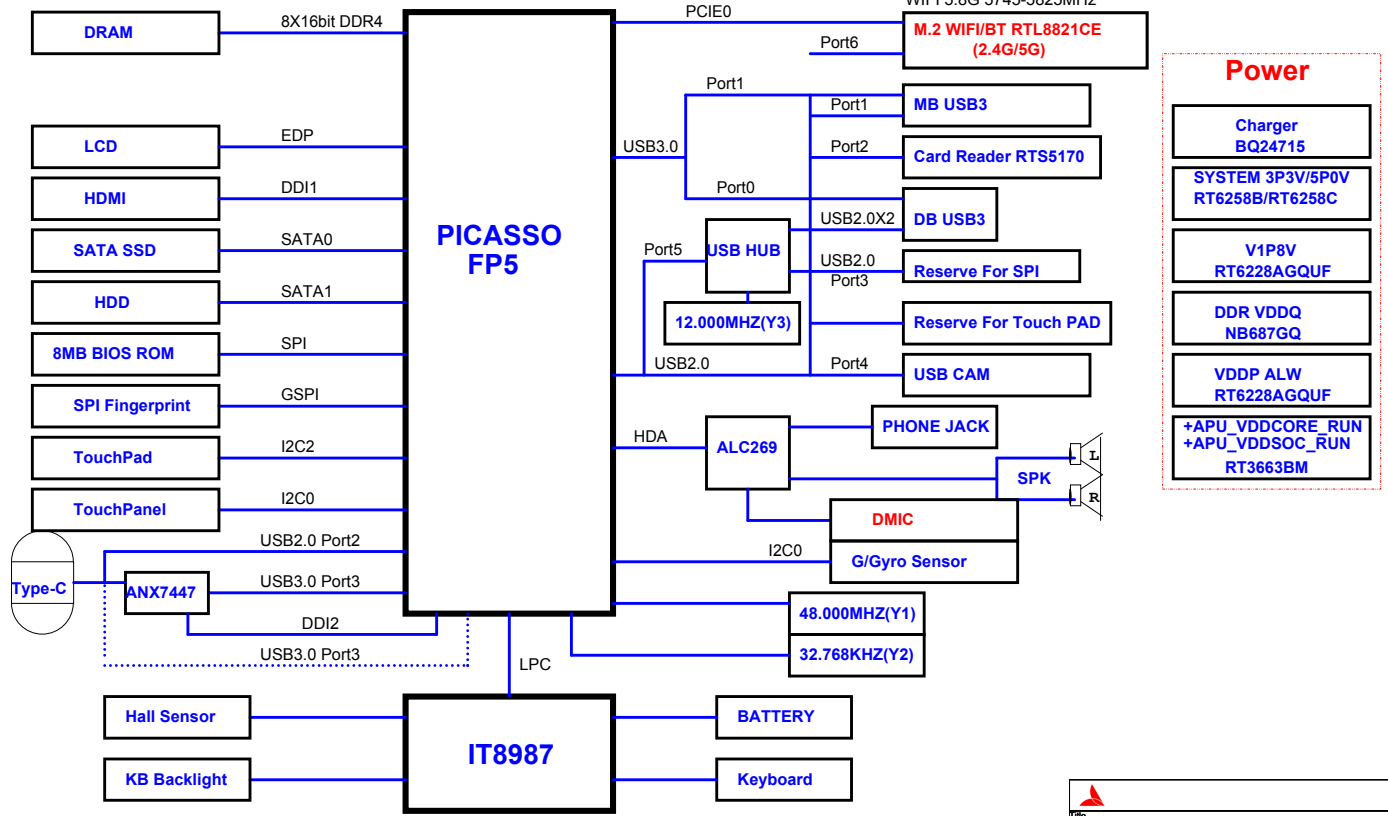 WIFI 5.8G 5745-5825MHz
DRAM
8X16bit DDR4
PCIE0
M.2 WIFI/BT RTL8821CE
(2.4G/5G)
Port6
Power
Port1
Port1
MB USB3
Charger
BQ24715
LCD
EDP
USB3.0
Port2
Card Reader RTS5170
SYSTEM 3P3V/5P0V
RT6258B/RT6258C
HDMI
DDI1
Port0
DB USB3
PICASSO
FP5
SATA SSD
SATA0
Port5
USB HUB
USB2.0X2
V1P8V
RT6228AGQUF
USB2.0
Port3
Reserve For SPI
HDD
SATA1
12.000MHZ(Y3)
Reserve For Touch PAD
DDR VDDQ
NB687GQ
8MB BIOS ROM
SPI
USB2.0
Port4
USB CAM
VDDP ALW
RT6228AGQUF
SPI Fingerprint
GSPI
PHONE JACK
+APU_VDDCORE_RUN
+APU_VDDSOC_RUN
RT3663BM
TouchPad
I2C2
HDA
ALC269
L
SPK
R
TouchPanel
I2C0
DMIC
USB2.0 Port2
I2C0
G/Gyro Sensor
Type-C
ANX7447
USB3.0 Port3
48.000MHZ(Y1)
DDI2
USB3.0 Port3
32.768KHZ(Y2)
LPC
Hall Sensor
BATTERY
IT8987
KB Backlight
Keyboard
Title